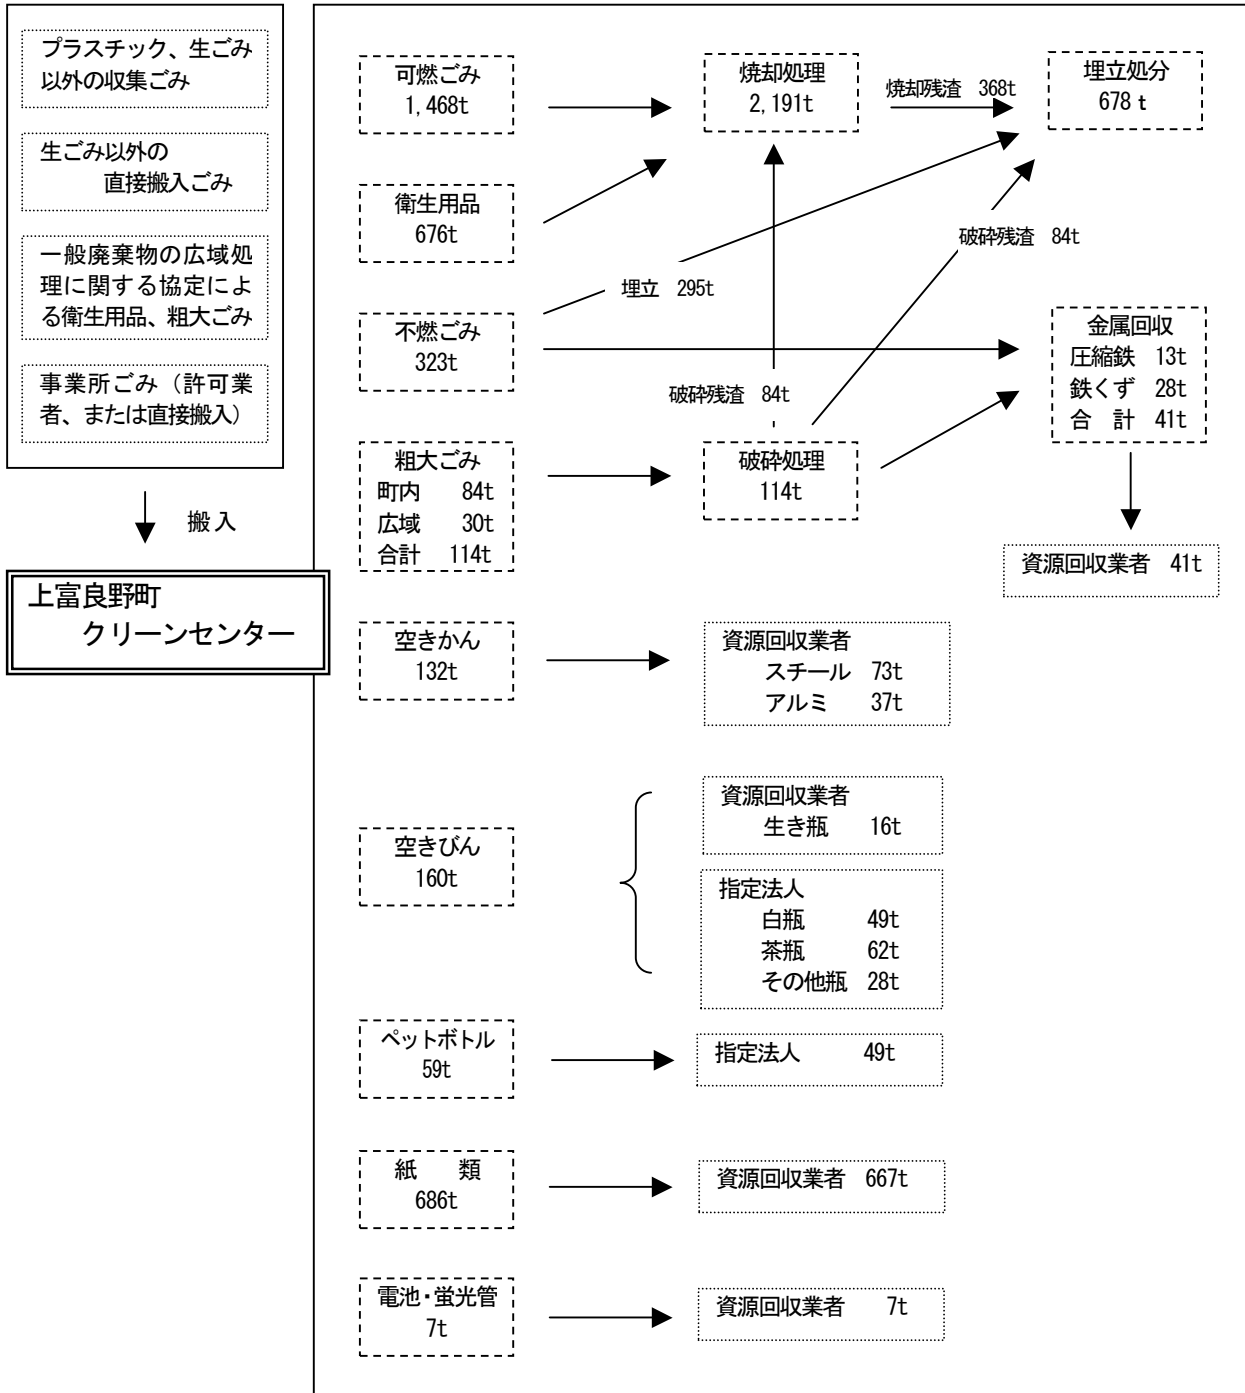 プラスチック、生ごみ
以外の収集ごみ
生ごみ以外の
直接搬入ごみ
一般廃棄物の広域処
理に関する協定によ
る衛生用品、粗大ごみ
事業所ごみ（許可業
者、または直接搬入）
搬入
上富良野町
クリーンセンター
可燃ごみ
1,468t
焼却処理
2,191t
焼却残渣 368t
埋立処分
678 t
衛生用品
676t
破砕残渣 84t
埋立 295t
不燃ごみ
323t
金属回収
圧縮鉄 13t
鉄くず 28t
合 計 41t
破砕残渣 84t
粗大ごみ
町内 84t
広域 30t
合計 114t
破砕処理
114t
資源回収業者 41t
空きかん
132t
資源回収業者
スチール 73t
アルミ 37t
空きびん
160t
資源回収業者
生き瓶 16t
指定法人
白瓶 49t
茶瓶 62t
その他瓶 28t
ペットボトル
59t
指定法人 49t
紙 類
686t
資源回収業者 667t
電池・蛍光管
7t
資源回収業者 7t